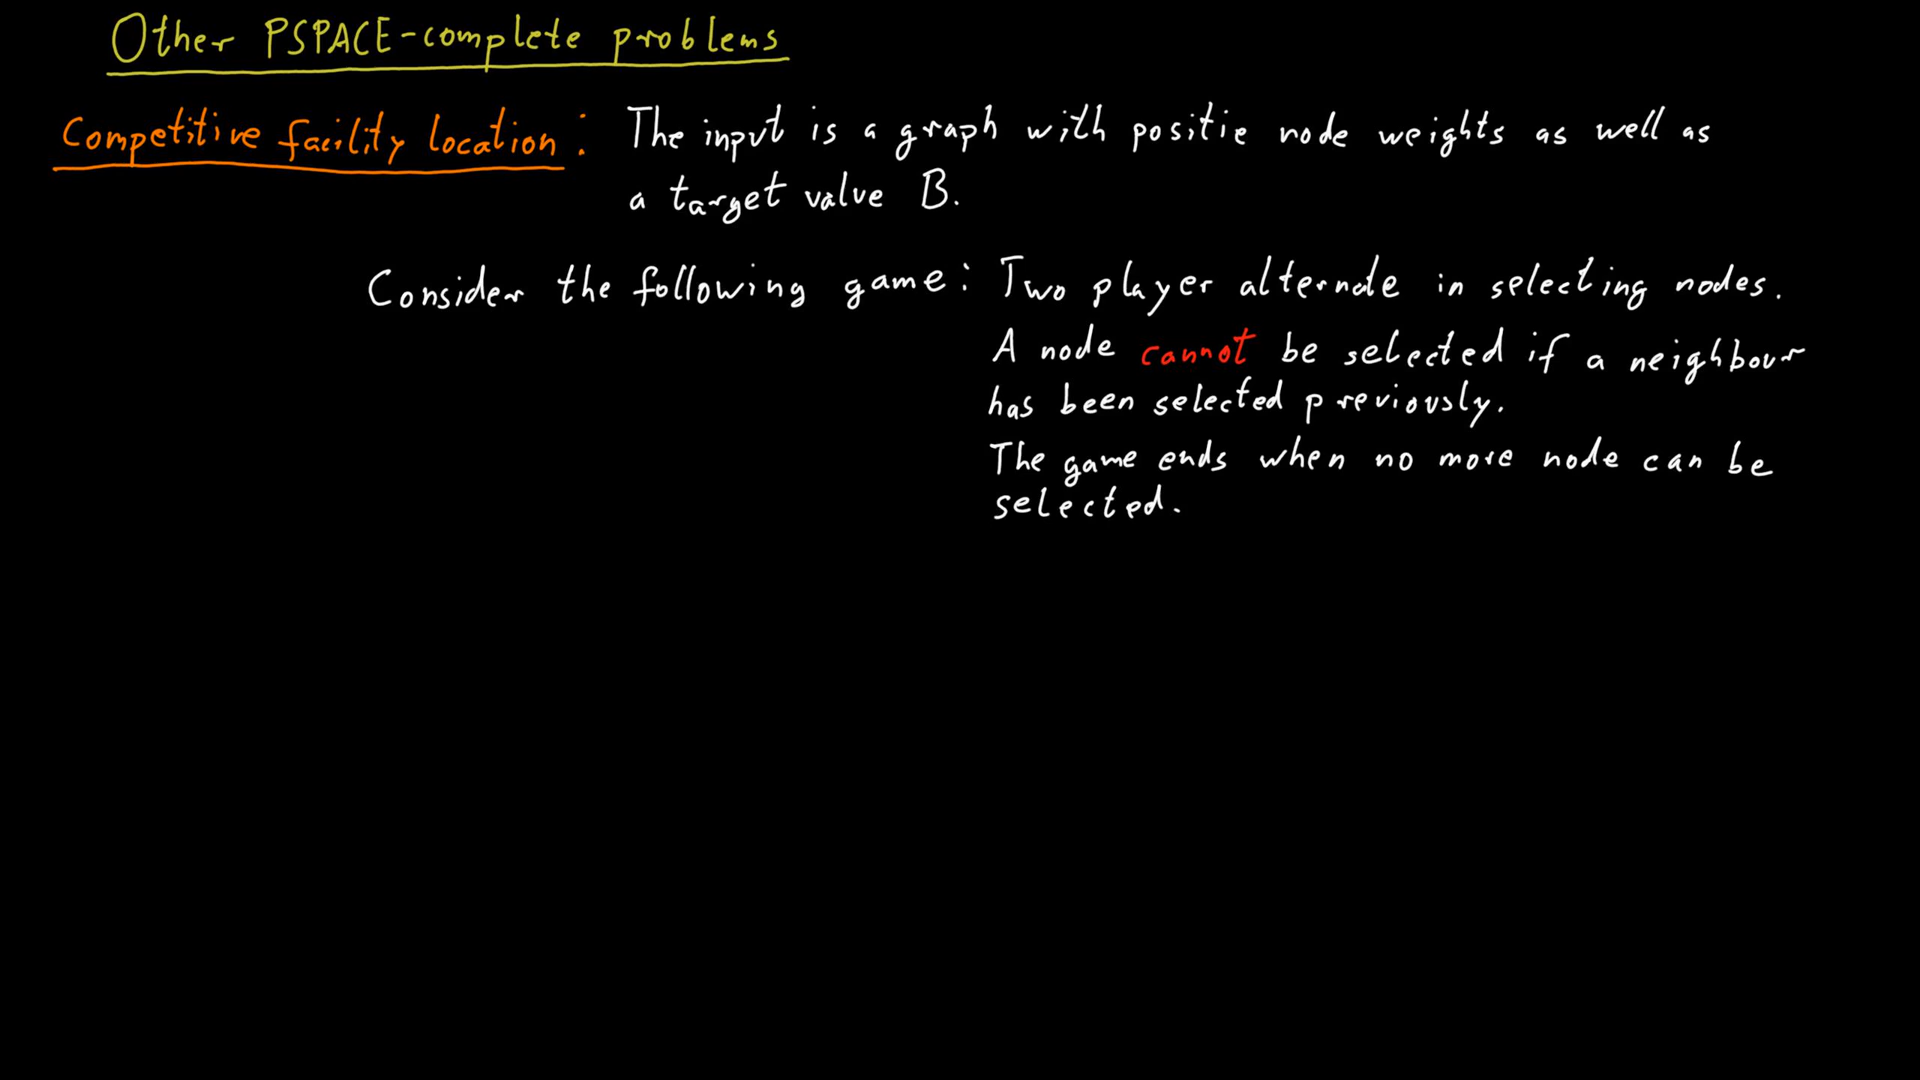 Other PSPACE-complete problems
Competitive facility location: The input is a graph with positie node weights as well as
a target value B.
Consider the following game: Two player alternate in selecting nodes.
A node cannot be selected if a neighbour
has been selected previously.
The game ends when no more node can be
selected.